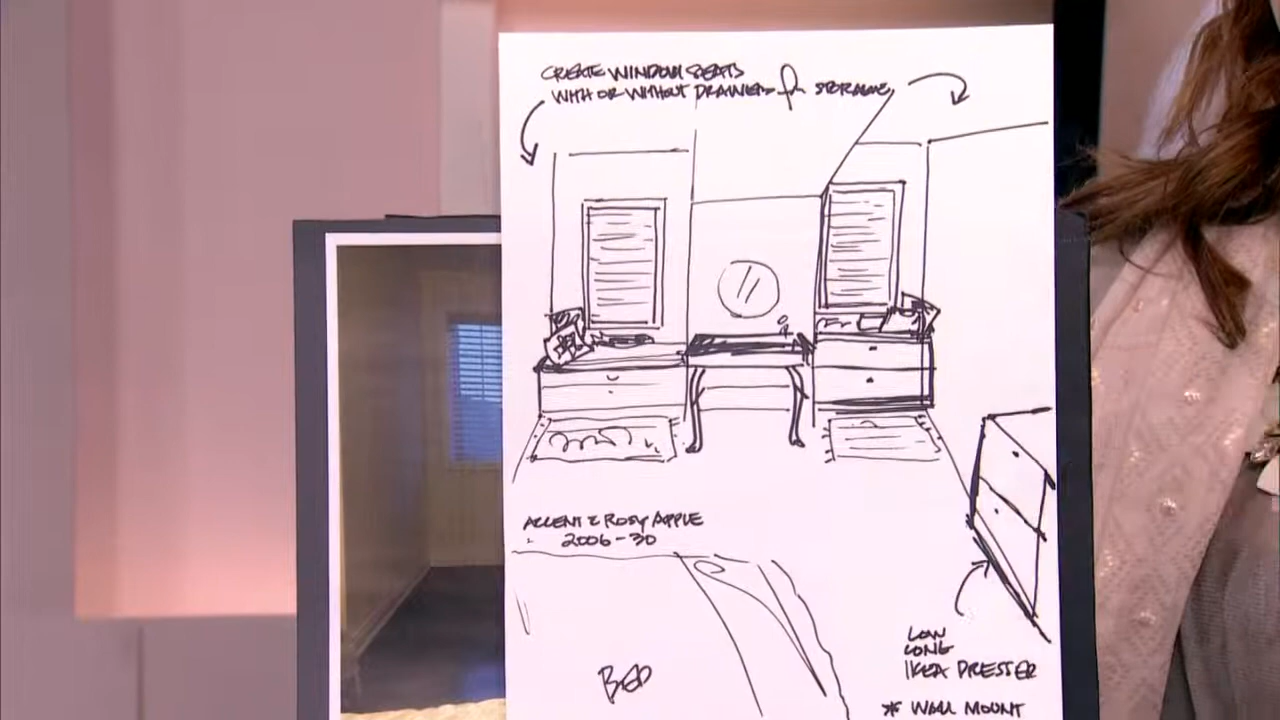 CREATE WINDOW SEATS
WITH OR WITHOUT DRAWERS for STORAGE
ACCENT 2 ROSY APPLE
2006-30
BED
LOW
LONG
IKEA DRESSER
* WALL MOUNT